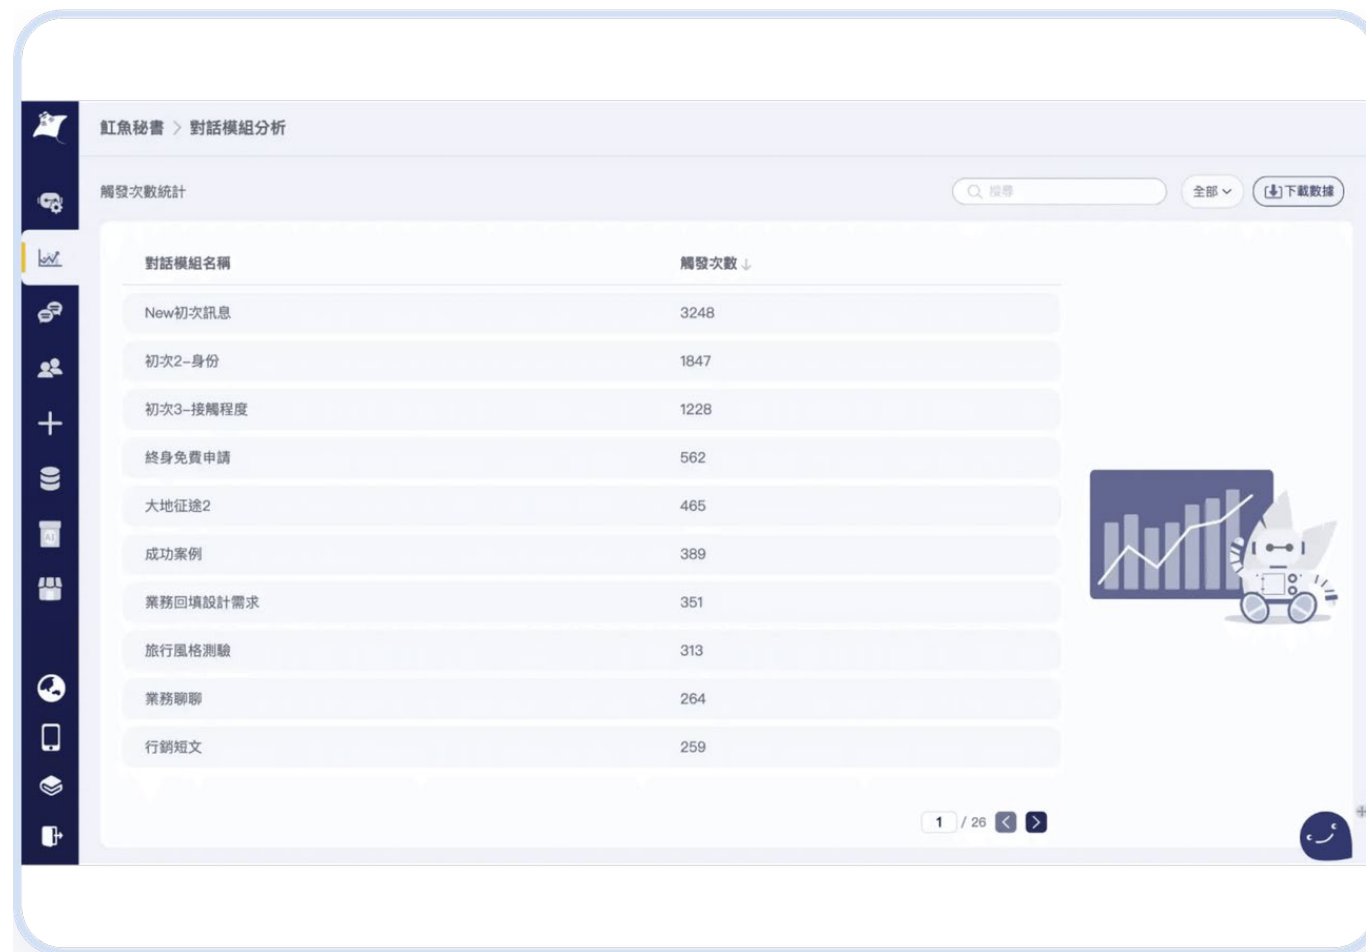 魟魚秘書 > 對話模組分析
觸發次數統計
搜尋
全部
下載數據
對話模組名稱 觸發次數↓
New初次訊息 3248
初次2-身份 1847
初次3-接觸程度 1228
終身免費申請 562
大地征途2 465
成功案例 389
業務回填設計需求 351
旅行風格測驗 313
業務聊聊 264
行銷短文 259
AI
1 / 26 < >